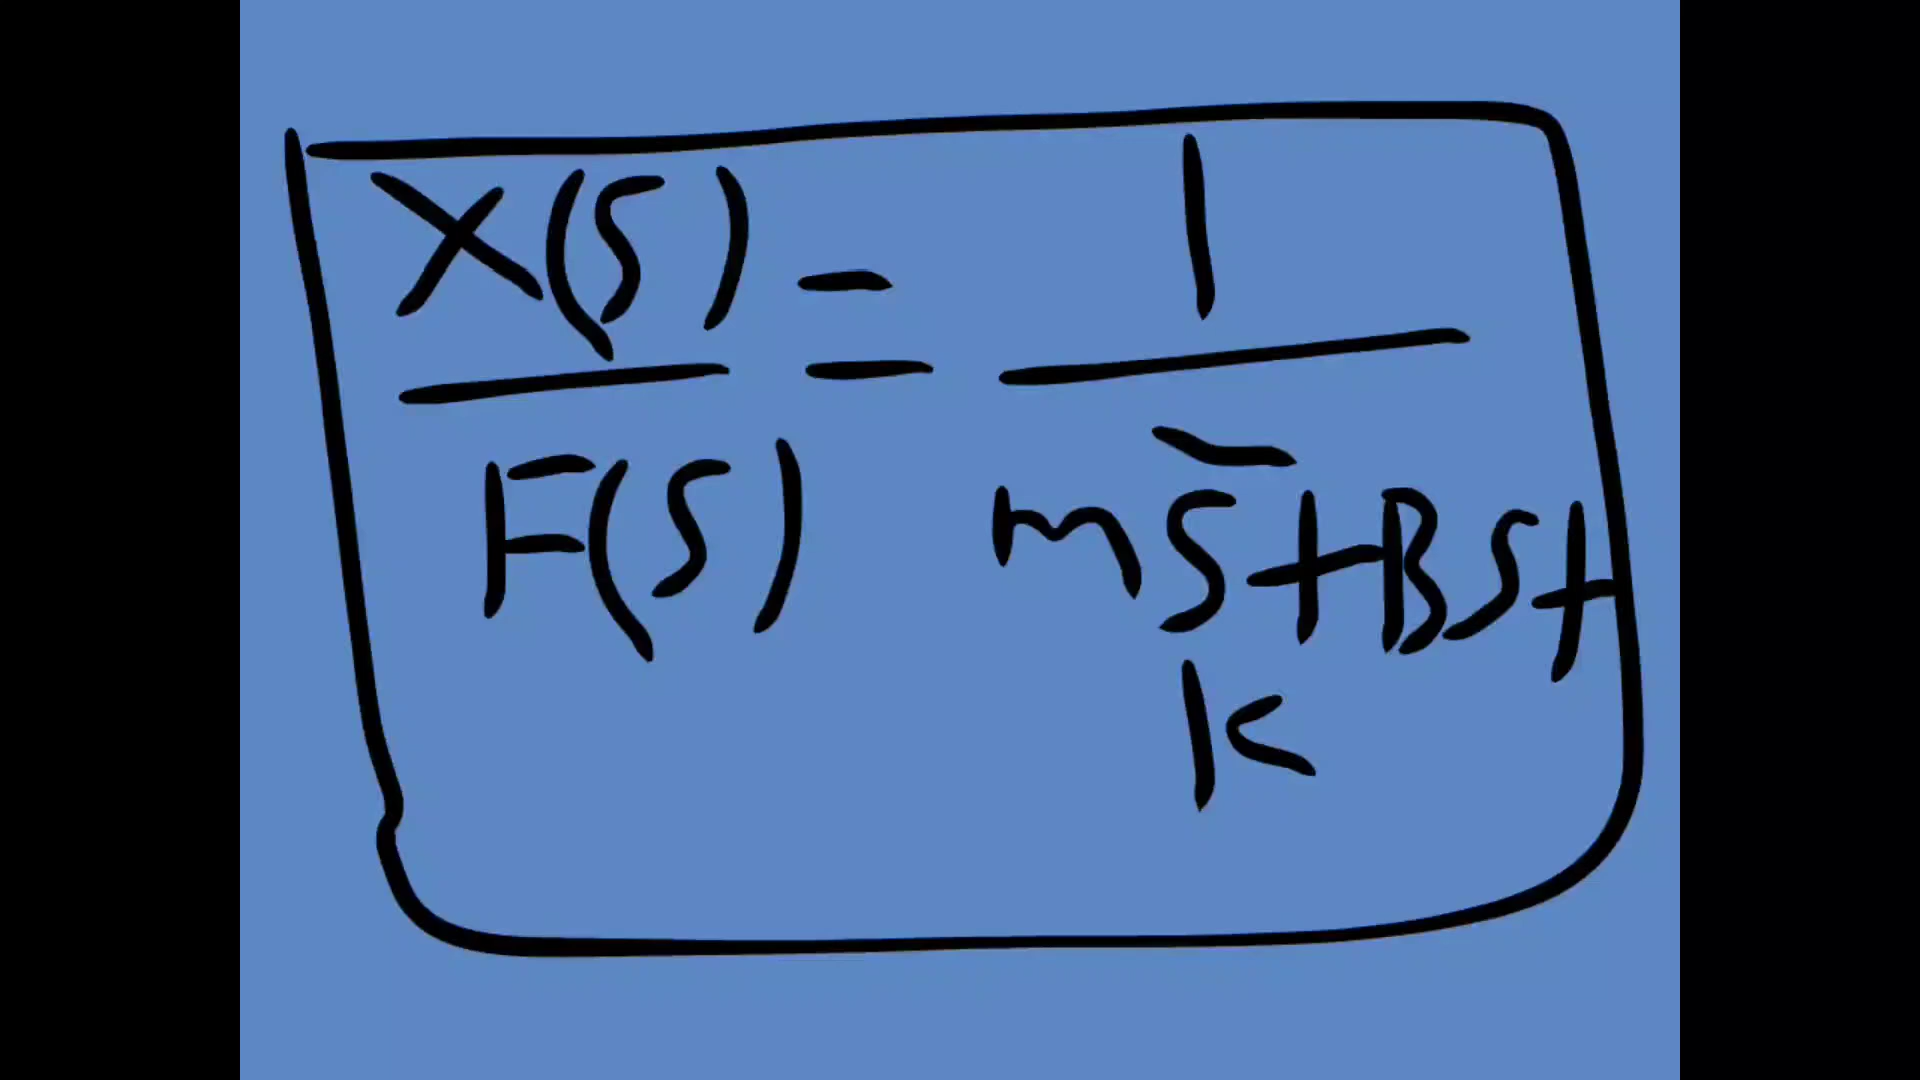 X(S) = 1
F(S) mS̄+BS+
K